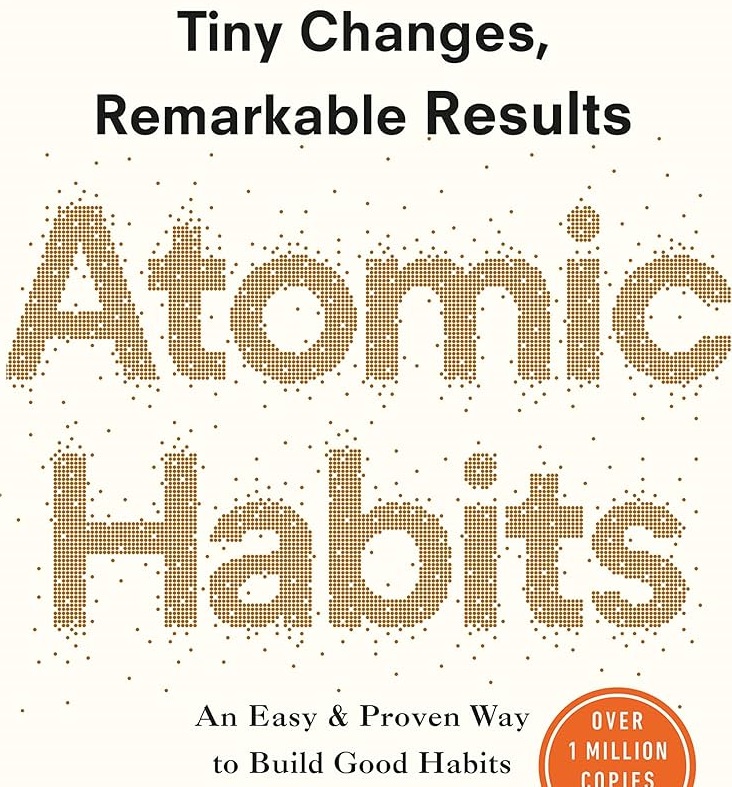 Tiny Changes,
Remarkable Results
Atomic
Habits
An Easy & Proven Way
to Build Good Habits
OVER
1 MILLION
COPIES